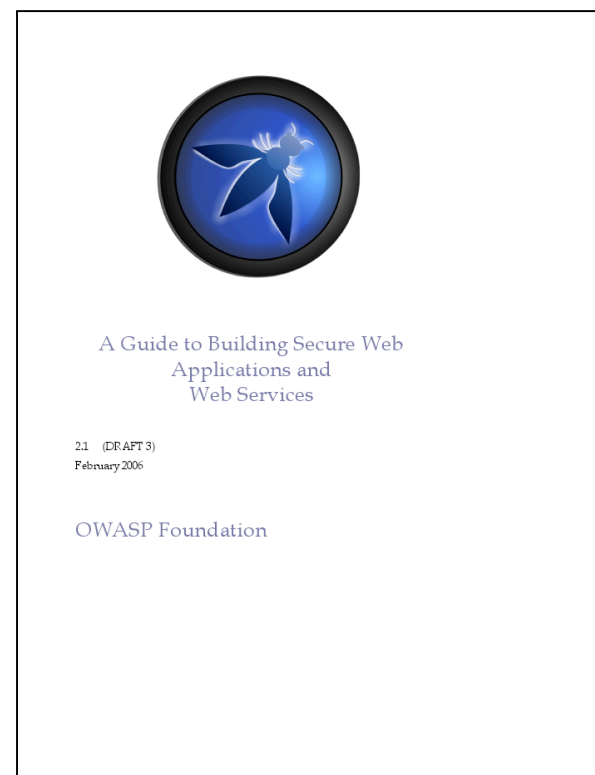 A Guide to Building Secure Web
Applications and
Web Services
2.1 (DRAFT 3)
February 2006
OWASP Foundation